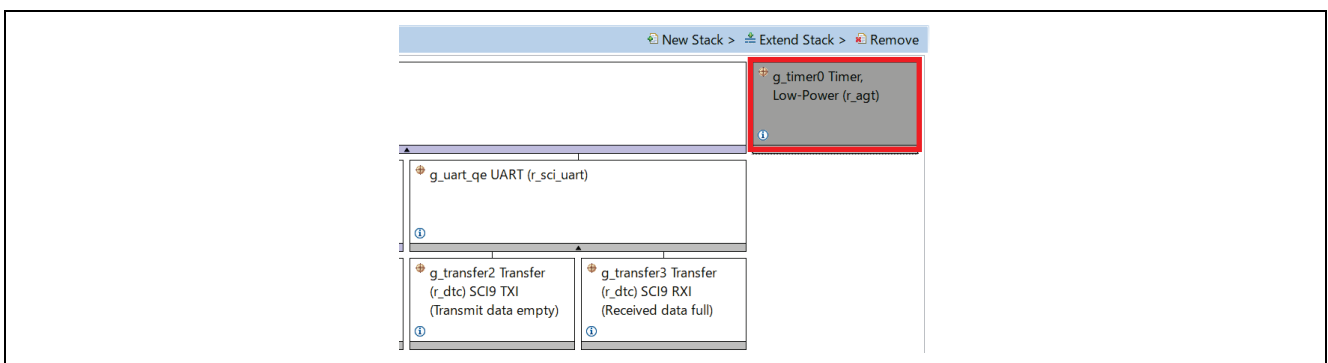 New Stack > Extend Stack > Remove
g_timer0 Timer,
Low-Power (r_agt)
g_uart_qe UART (r_sci_uart)
g_transfer2 Transfer
(r_dtc) SCI9 TXI
(Transmit data empty)
g_transfer3 Transfer
(r_dtc) SCI9 RXI
(Received data full)